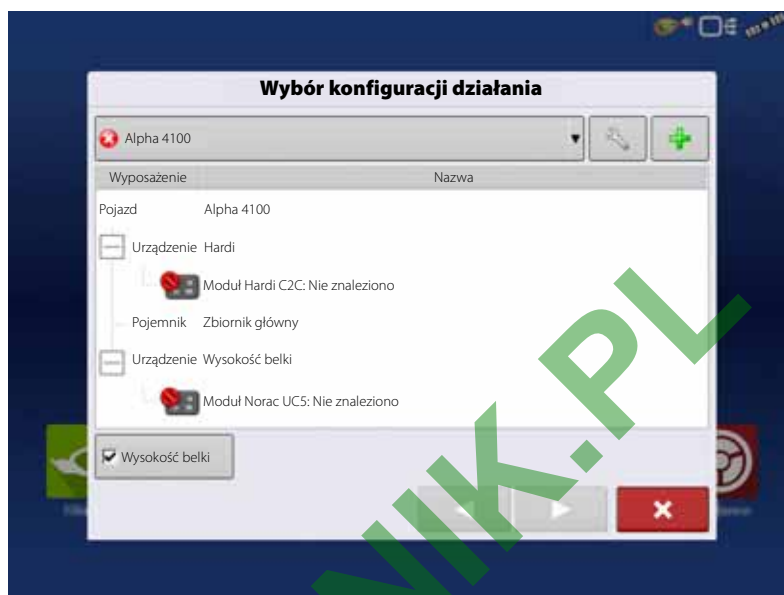 Wybór konfiguracji działania
Alpha 4100
Wyposażenie Nazwa
Pojazd Alpha 4100
Urządzenie Hardi
Moduł Hardi C2C: Nie znaleziono
Pojemnik Zbiornik główny
Urządzenie Wysokość belki
Moduł Norac UC5: Nie znaleziono
Wysokość belki
NIK.PL